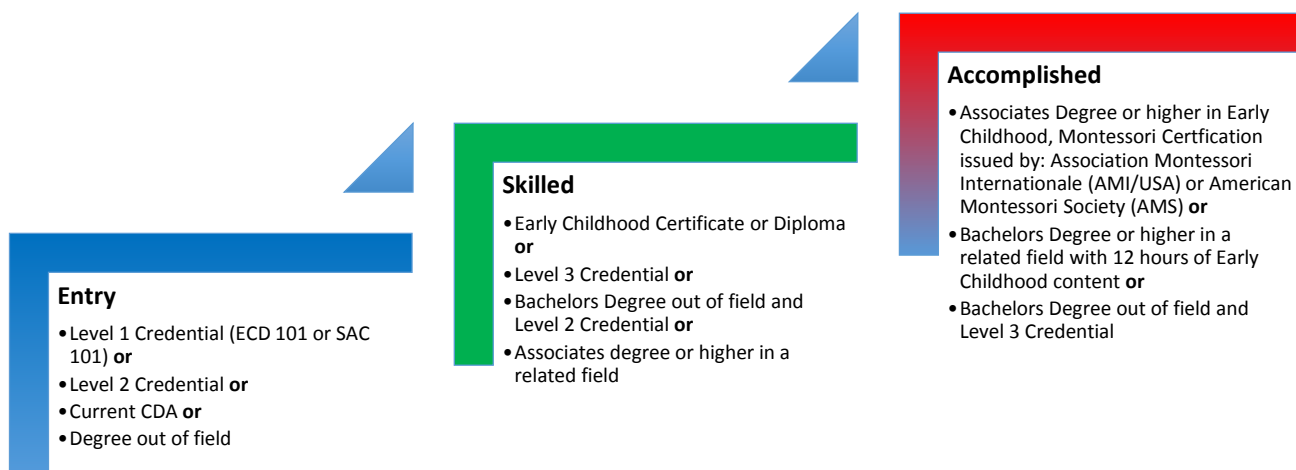 Entry
•Level 1 Credential (ECD 101 or SAC
101) or
•Level 2 Credential or
•Current CDA or
•Degree out of field
Skilled
•Early Childhood Certificate or Diploma
or
•Level 3 Credential or
•Bachelors Degree out of field and
Level 2 Credential or
•Associates degree or higher in a
related field
Accomplished
•Associates Degree or higher in Early
Childhood, Montessori Certfication
issued by: Association Montessori
Internationale (AMI/USA) or American
Montessori Society (AMS) or
•Bachelors Degree or higher in a
related field with 12 hours of Early
Childhood content or
•Bachelors Degree out of field and
Level 3 Credential